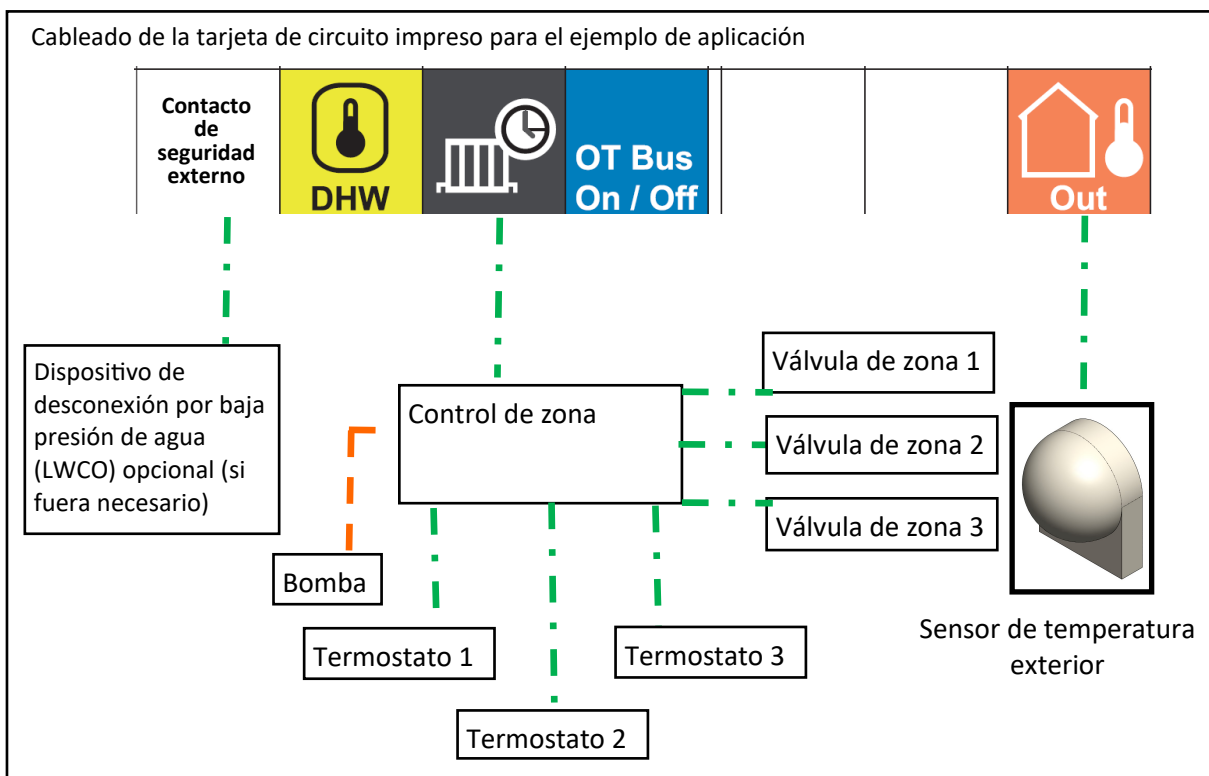 Cableado de la tarjeta de circuito impreso para el ejemplo de aplicación
Contacto
de
seguridad
externo
DHW
OT Bus
On / Off
Out
Dispositivo de
desconexión por baja
presión de agua
(LWCO) opcional (si
fuera necesario)
Control de zona
Válvula de zona 1
Válvula de zona 2
Válvula de zona 3
Bomba
Termostato 1
Termostato 3
Termostato 2
Sensor de temperatura
exterior